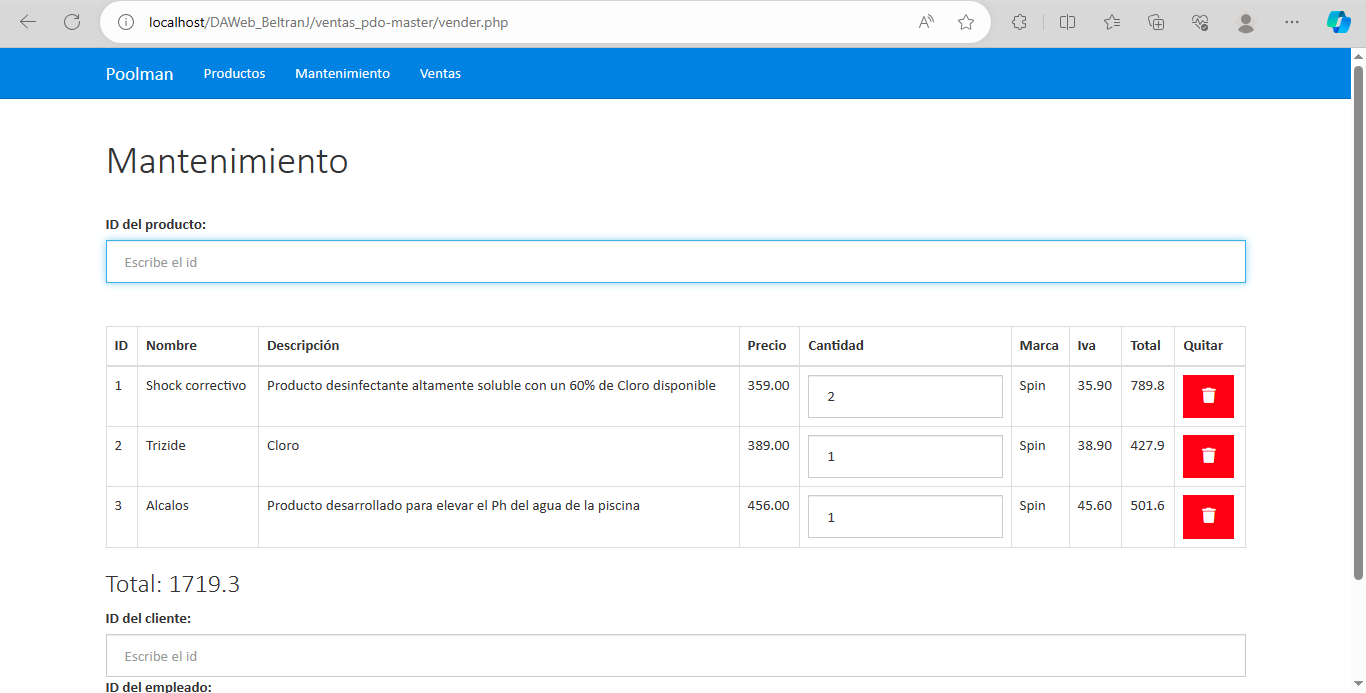 localhost/DAWeb_BeltranJ/ventas_pdo-master/vender.php
Poolman Productos Mantenimiento Ventas
Mantenimiento
ID del producto:
Escribe el id
ID Nombre Descripción Precio Cantidad Marca Iva Total Quitar
1 Shock correctivo Producto desinfectante altamente soluble con un 60% de Cloro disponible 359.00 2 Spin 35.90 789.8
2 Trizide Cloro 389.00 1 Spin 38.90 427.9
3 Alcalos Producto desarrollado para elevar el Ph del agua de la piscina 456.00 1 Spin 45.60 501.6
Total: 1719.3
ID del cliente:
Escribe el id
ID del empleado: